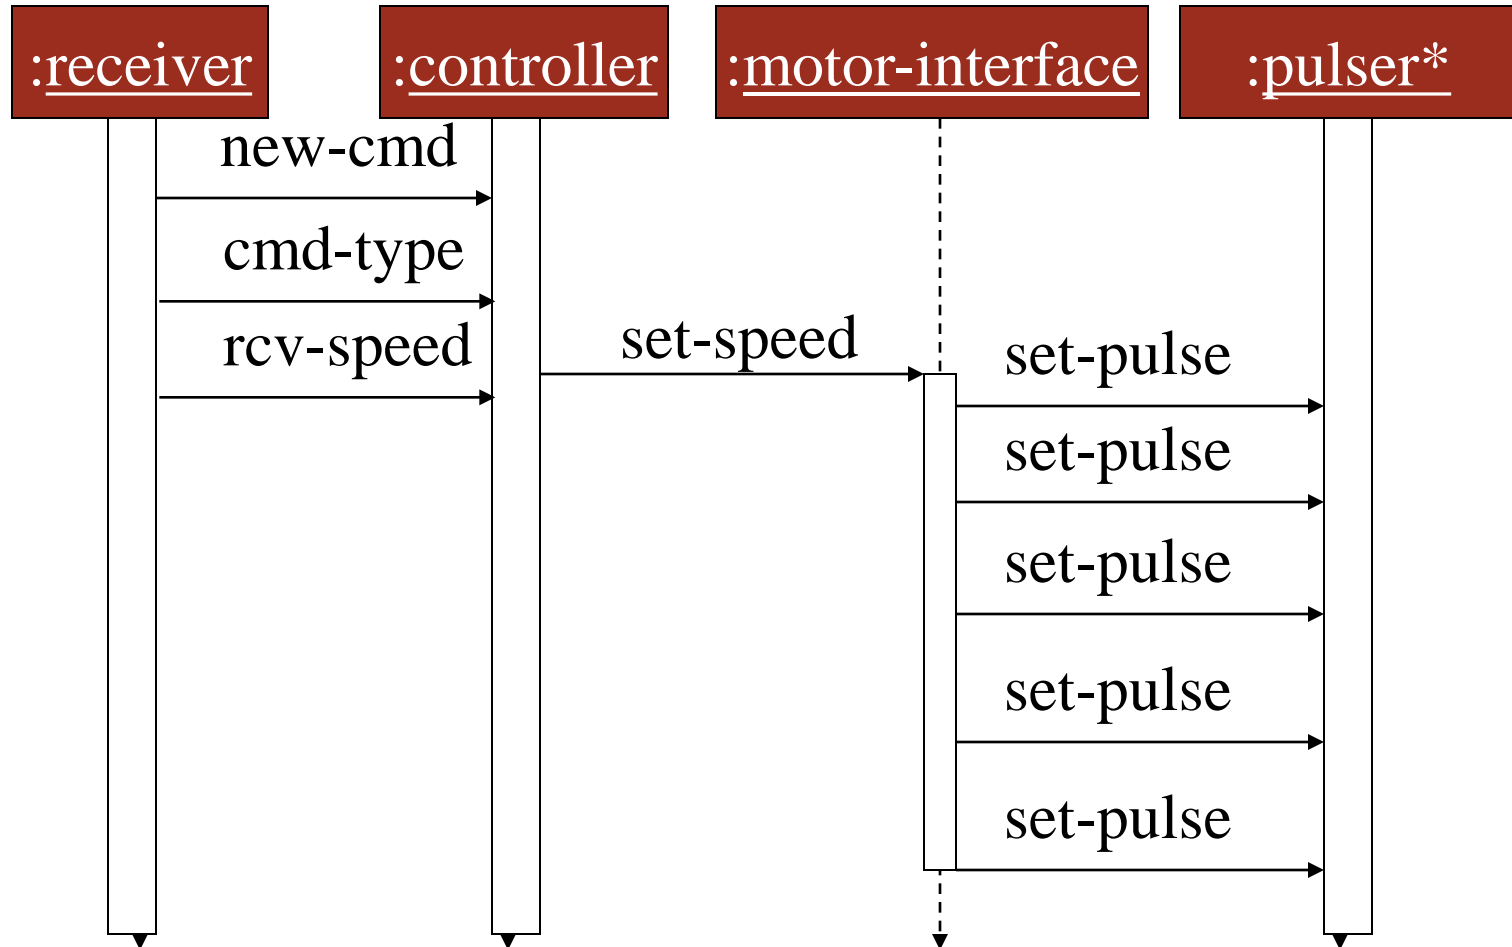 :receiver
:controller
:motor-interface
:pulser*
new-cmd
cmd-type
rcv-speed
set-speed
set-pulse
set-pulse
set-pulse
set-pulse
set-pulse